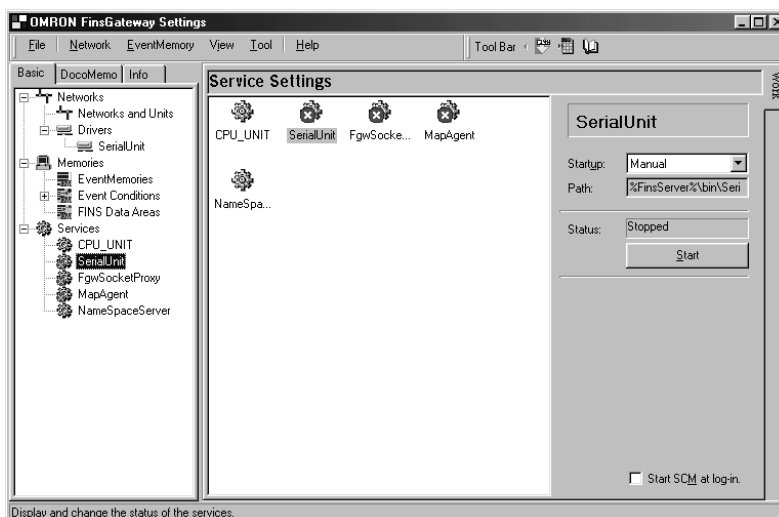 OMRON FinsGateway Settings
File Network EventMemory View Tool Help Tool Bar
Basic DocoMemo Info
Networks
Networks and Units
Drivers
SerialUnit
Memories
EventMemories
Event Conditions
FINS Data Areas
Services
CPU_UNIT
SerialUnit
FgwSocketProxy
MapAgent
NameSpaceServer
Service Settings
CPU_UNIT SerialUnit FgwSocke... MapAgent
NameSpa...
SerialUnit
Startup: Manual
Path: %FinsServer%\bin\Seri
Status: Stopped
Start
Start SCM at log-in.
Work
Display and change the status of the services.